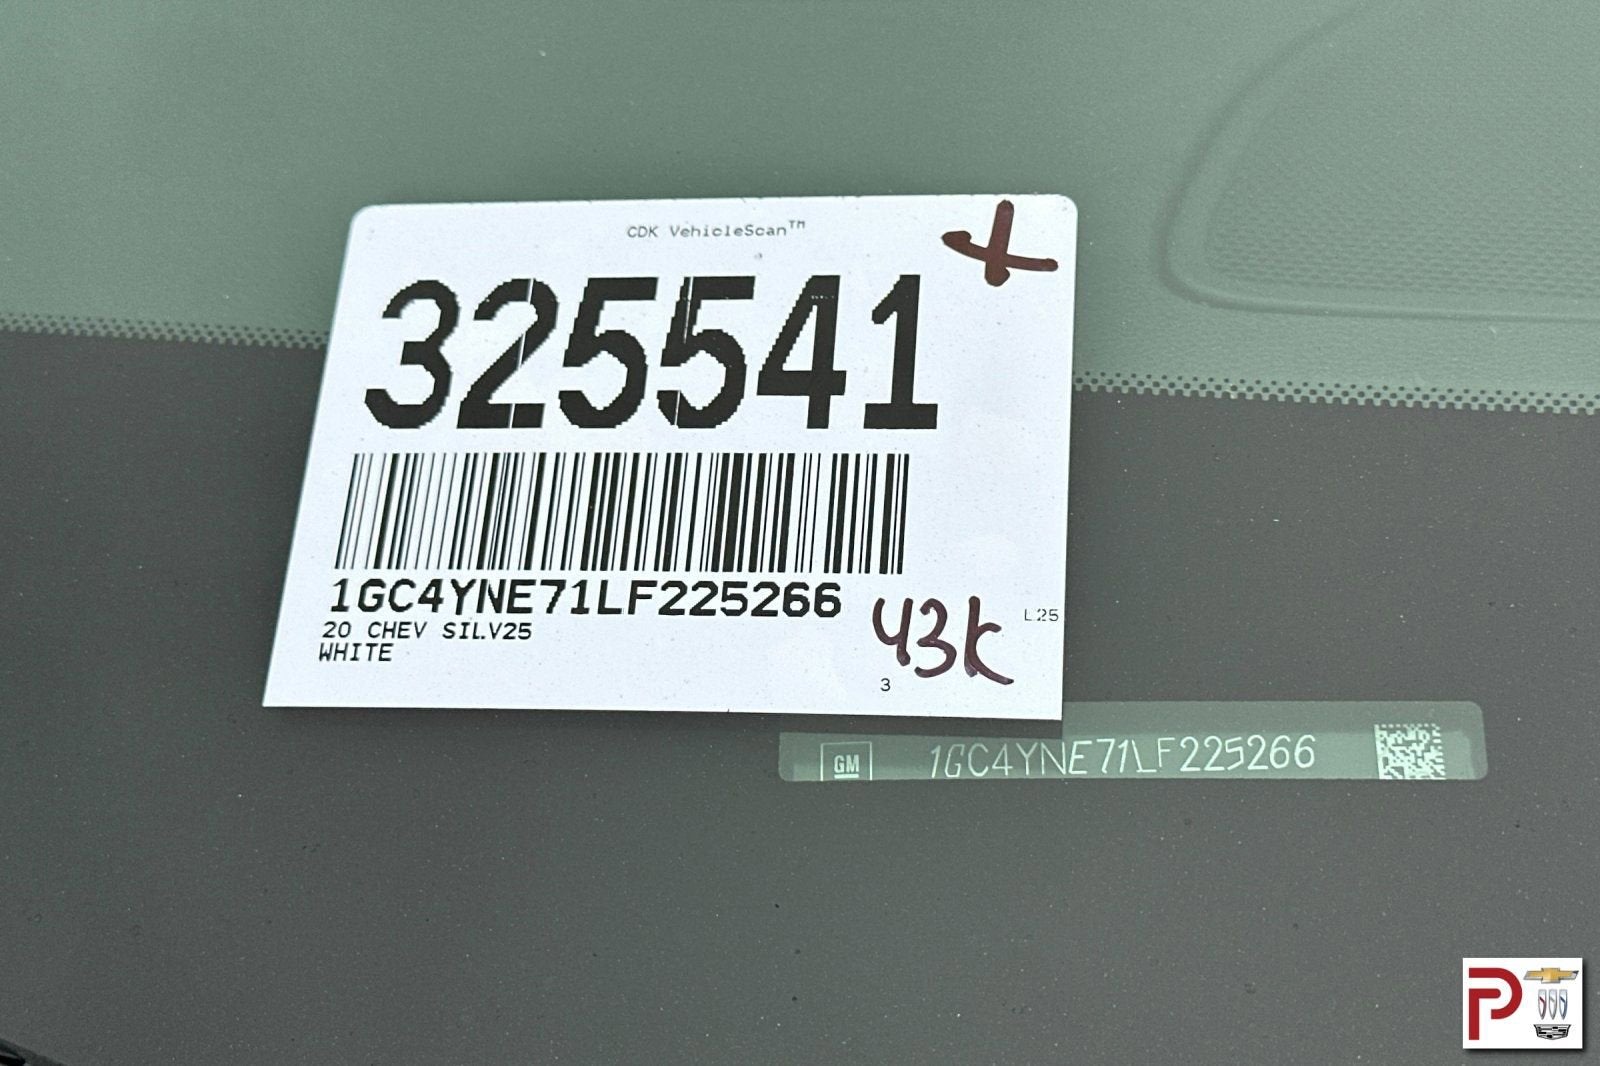 CDK VehicleScan™
325541
1GC4YNE71LF225266
20 CHEV SILV25
WHITE
43k
L25
3
GM
1GC4YNE71LF225266
P